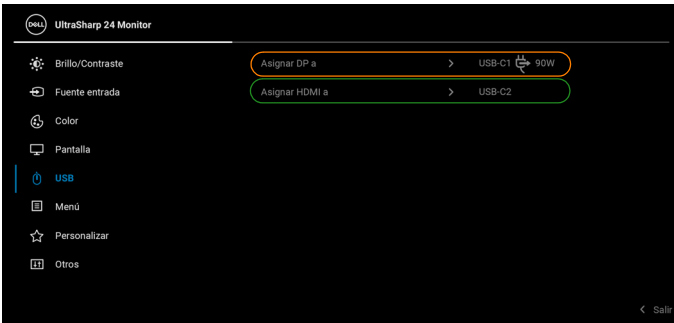 DELL UltraSharp 24 Monitor
Brillo/Contraste
Asignar DP a > USB-C1 90W
Fuente entrada
Asignar HDMI a > USB-C2
Color
Pantalla
USB
Menú
Personalizar
Otros
< Salir